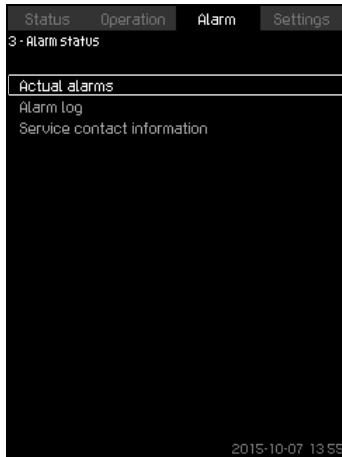 Status Operation Alarm Settings
3 - Alarm status
Actual alarms
Alarm log
Service contact information
2015-10-07 13:55